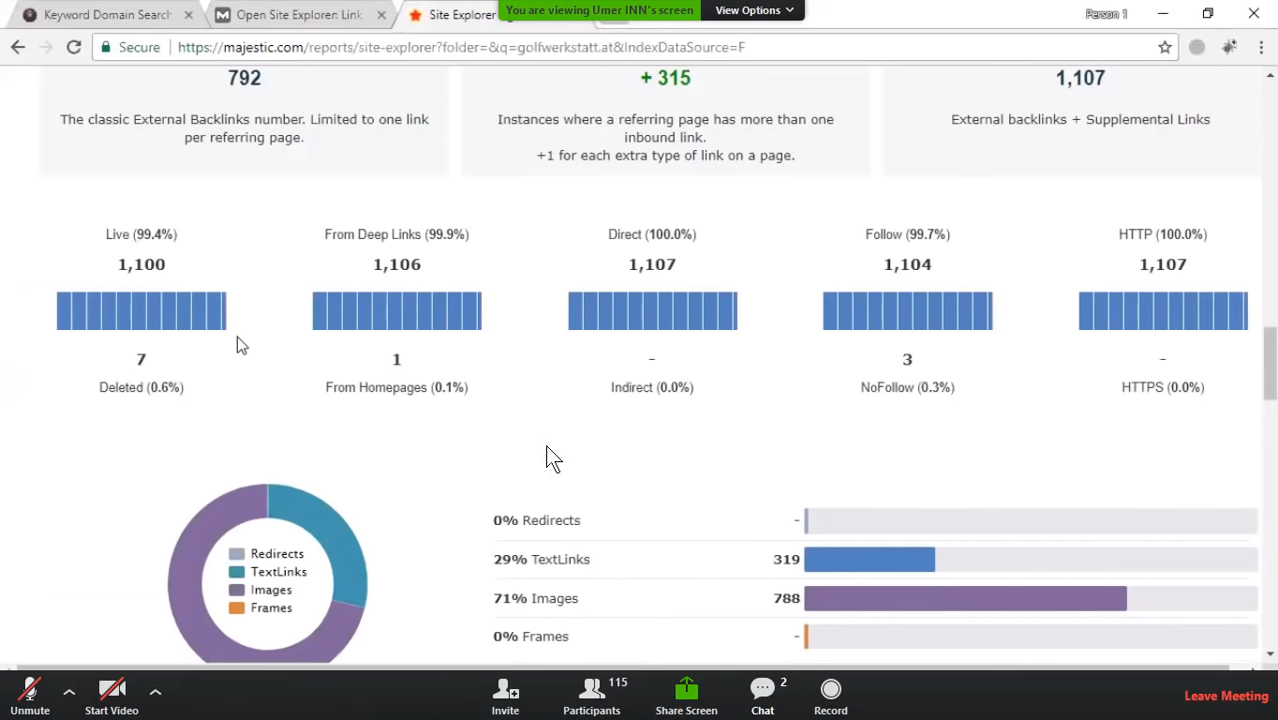 Keyword Domain Search
Open Site Explorer: Link
Site Explorer
You are viewing Umer INN's screen
View Options
Person 1
Secure
https://majestic.com/reports/site-explorer?folder=&q=golfwerkstatt.at&IndexDataSource=F
792
The classic External Backlinks number. Limited to one link
per referring page.
+ 315
Instances where a referring page has more than one
inbound link.
+1 for each extra type of link on a page.
1,107
External backlinks + Supplemental Links
Live (99.4%)
1,100
7
Deleted (0.6%)
From Deep Links (99.9%)
1,106
1
From Homepages (0.1%)
Direct (100.0%)
1,107
-
Indirect (0.0%)
Follow (99.7%)
1,104
3
NoFollow (0.3%)
HTTP (100.0%)
1,107
-
HTTPS (0.0%)
Redirects
TextLinks
Images
Frames
0% Redirects -
29% TextLinks 319
71% Images 788
0% Frames -
Unmute
Start Video
Invite
115
Participants
Share Screen
2
Chat
Record
Leave Meeting